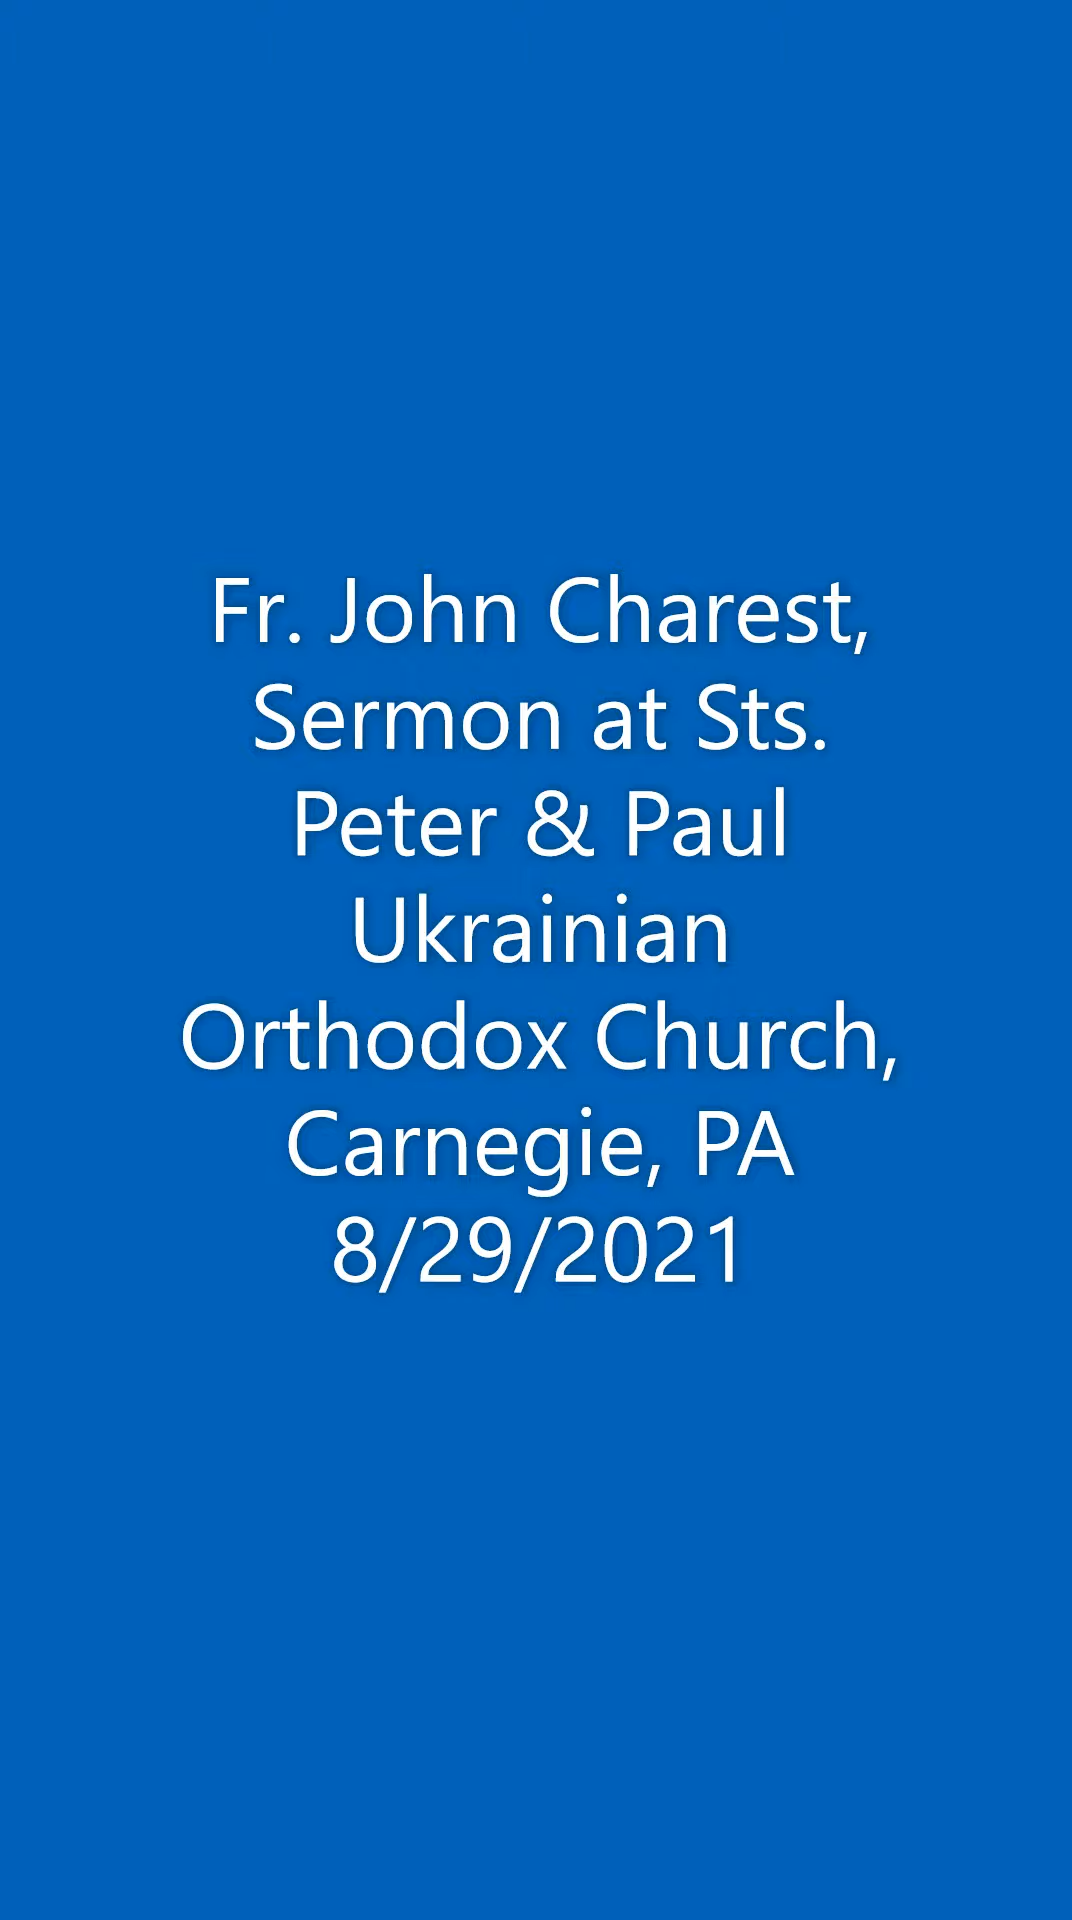 Fr. John Charest,
Sermon at Sts.
Peter & Paul
Ukrainian
Orthodox Church,
Carnegie, PA
8/29/2021